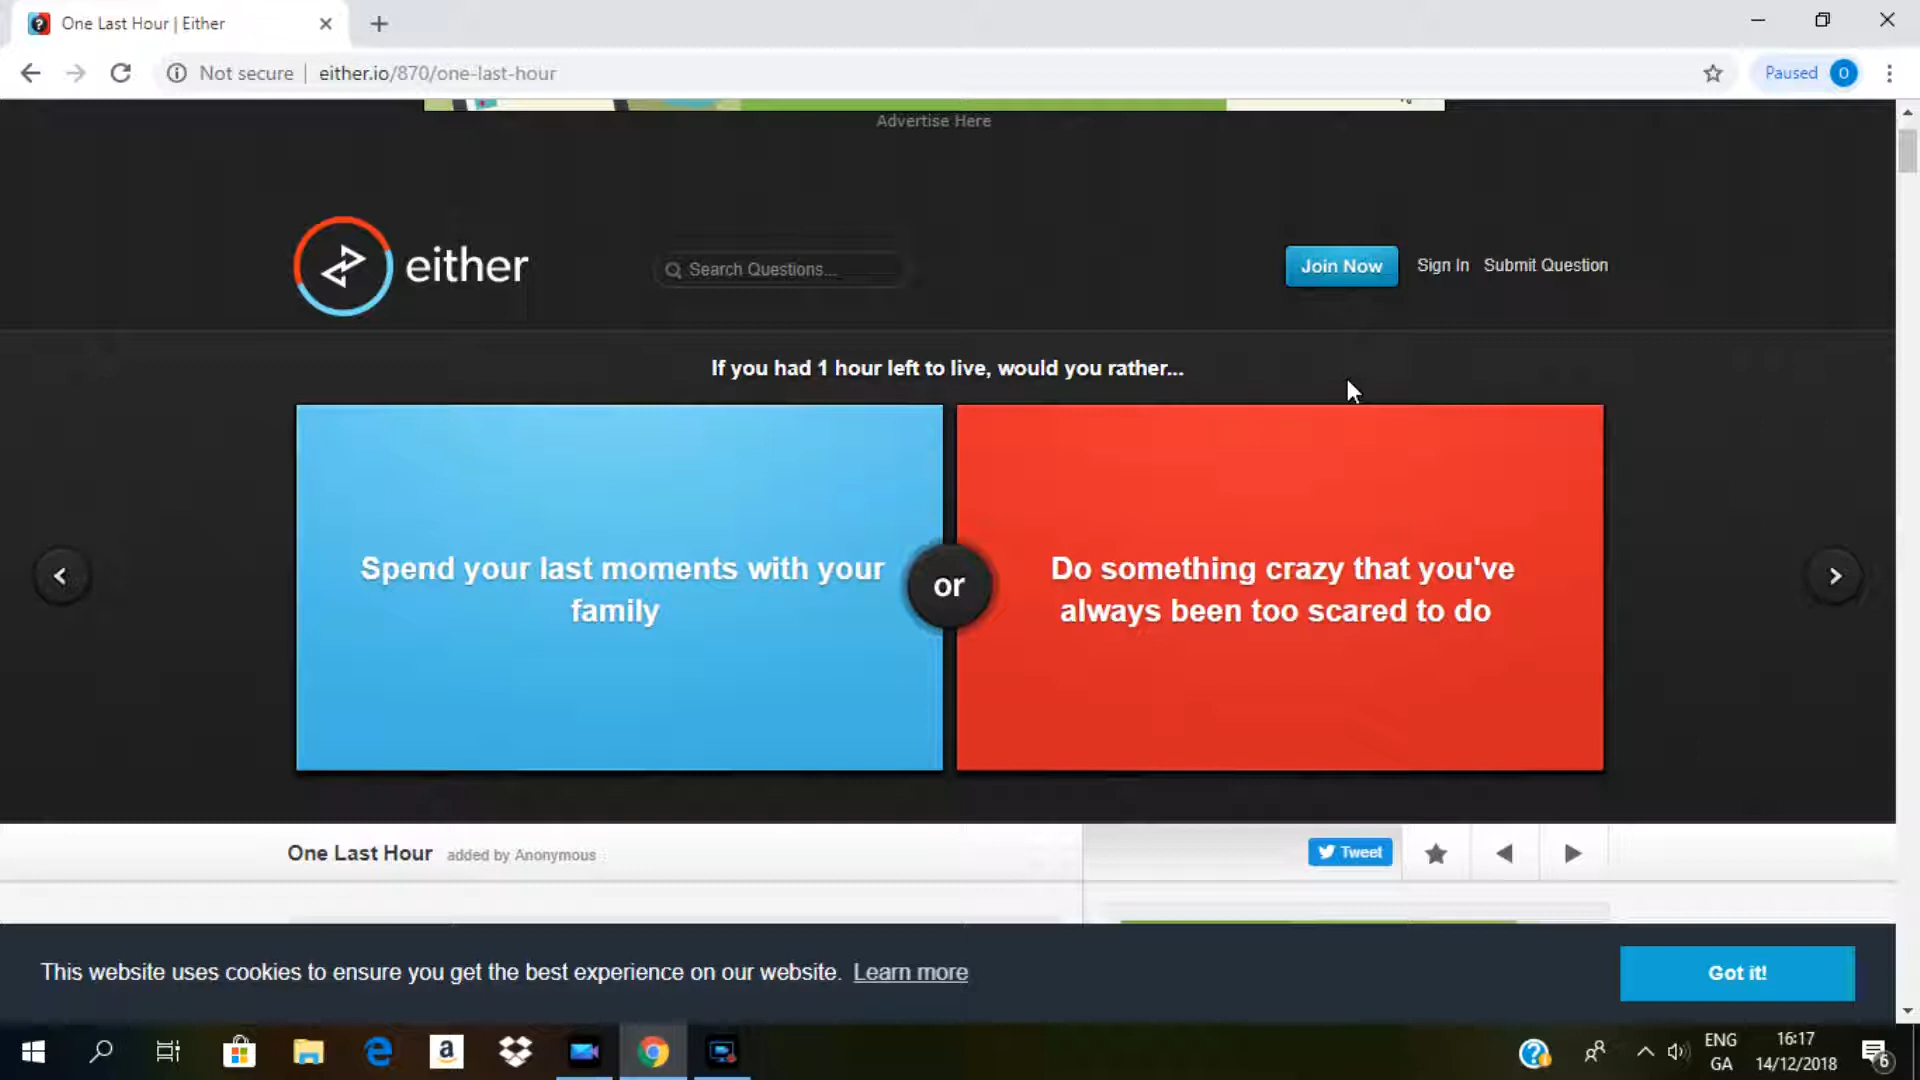 One Last Hour | Either
Not secure
either.io/870/one-last-hour
Paused
Advertise Here
either
Search Questions...
Join Now
Sign In
Submit Question
If you had 1 hour left to live, would you rather...
Spend your last moments with your
family
or
Do something crazy that you've
always been too scared to do
One Last Hour added by Anonymous
Tweet
This website uses cookies to ensure you get the best experience on our website. Learn more
Got it!
ENG
GA
16:17
14/12/2018
6